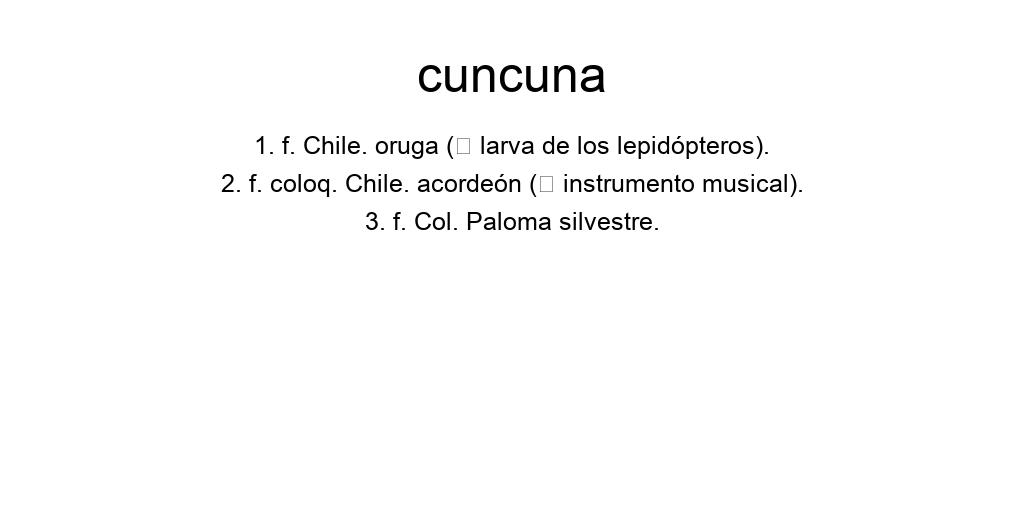 cuncuna
1. f. Chile. oruga (□ larva de los lepidópteros).
2. f. coloq. Chile. acordeón (□ instrumento musical).
3. f. Col. Paloma silvestre.